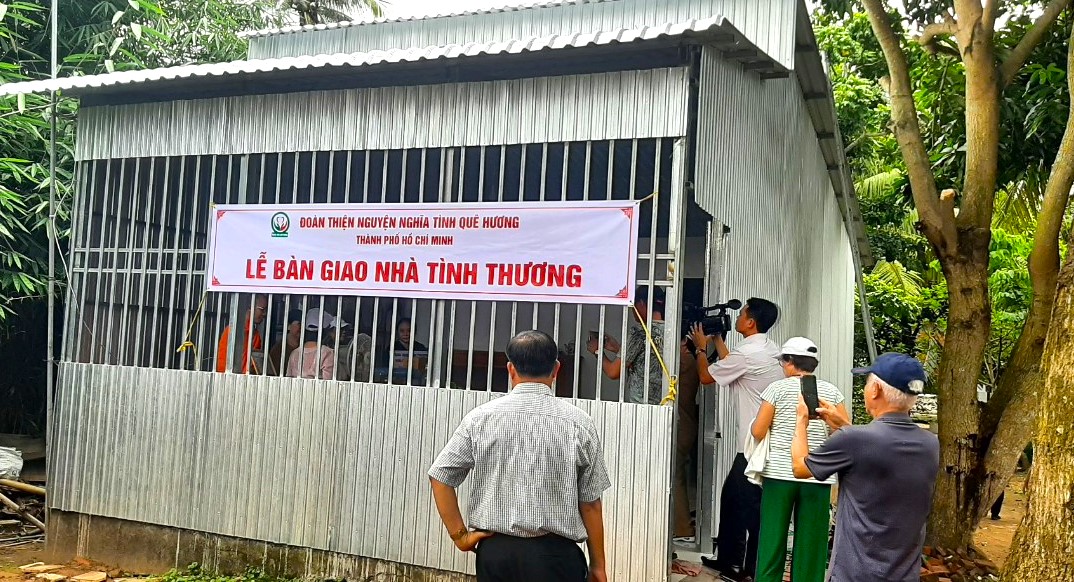 ĐOÀN THIỆN NGUYỆN NGHĨA TÌNH QUÊ HƯƠNG
THÀNH PHỐ HỒ CHÍ MINH
LỄ BÀN GIAO NHÀ TÌNH THƯƠNG